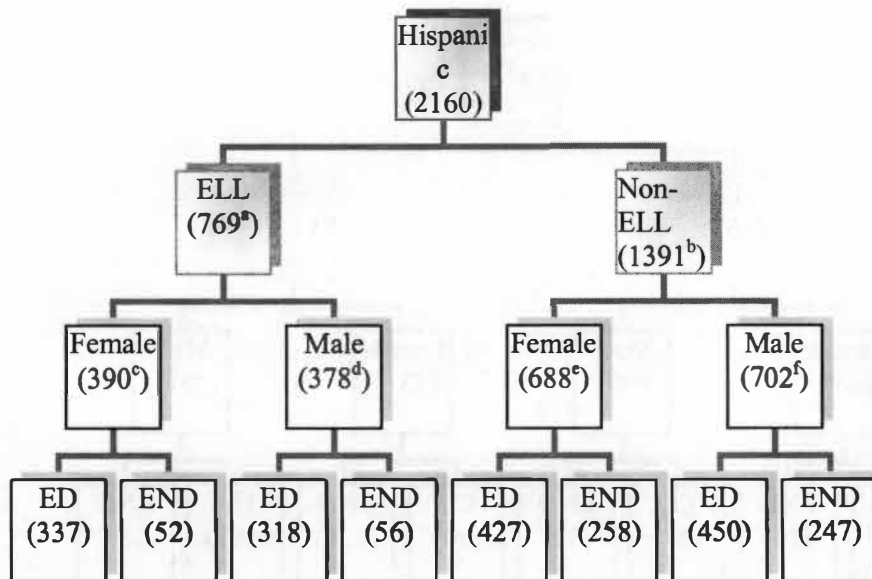 Hispani
c
(2160)
ELL
(769ᵃ)
Non-
ELL
(1391ᵇ)
Female
(390ᶜ)
Male
(378ᵈ)
Female
(688ᵉ)
Male
(702ᶠ)
ED
(337)
END
(52)
ED
(318)
END
(56)
ED
(427)
END
(258)
ED
(450)
END
(247)